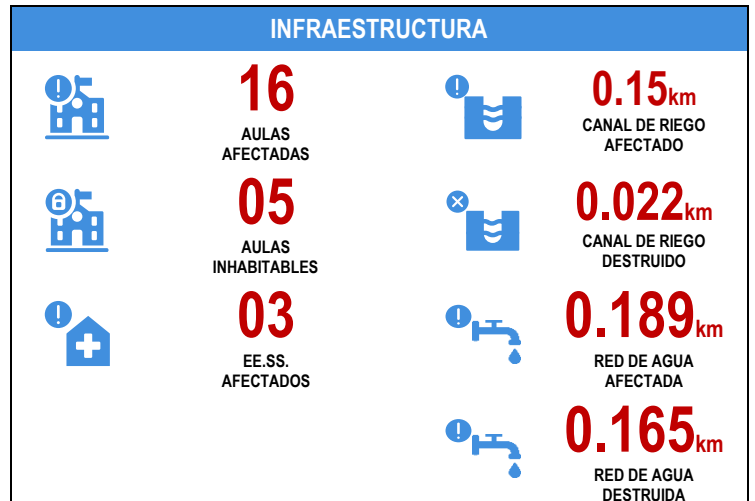 INFRAESTRUCTURA
16
AULAS
AFECTADAS
0.15km
CANAL DE RIEGO
AFECTADO
05
AULAS
INHABITABLES
0.022km
CANAL DE RIEGO
DESTRUIDO
03
EE.SS.
AFECTADOS
0.189km
RED DE AGUA
AFECTADA
0.165km
RED DE AGUA
DESTRUIDA